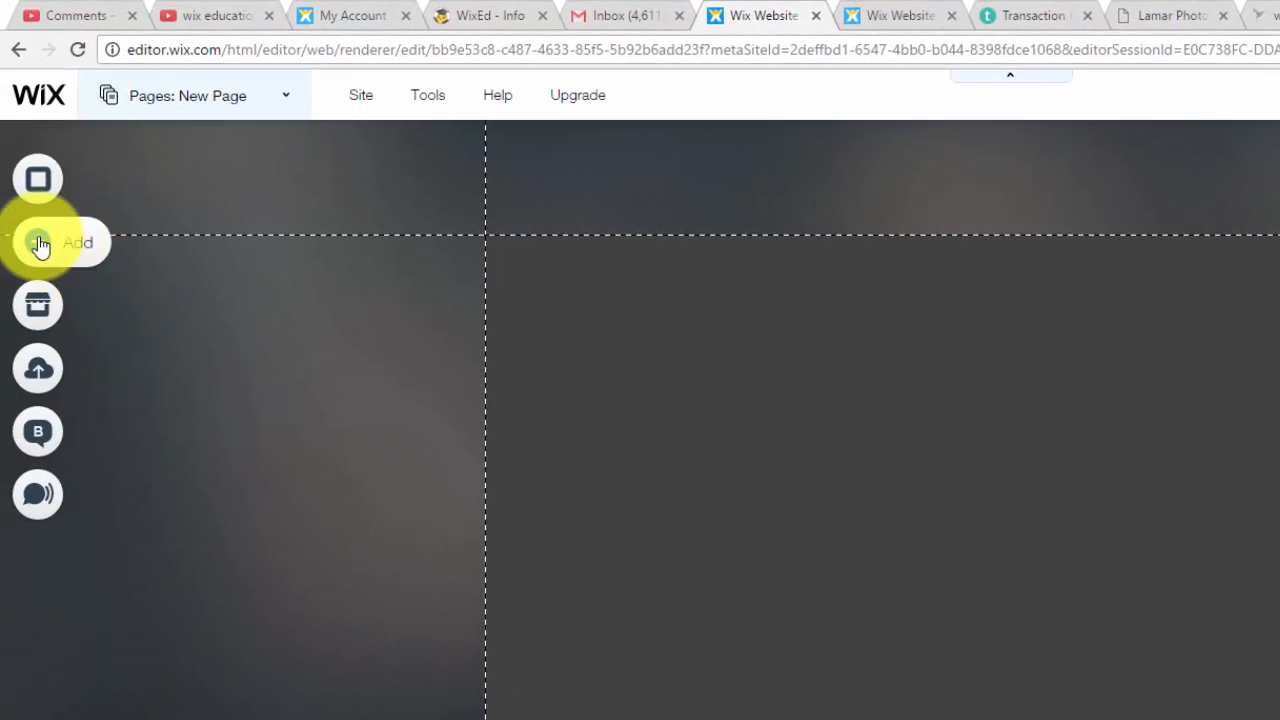 Comments -
wix educatio
My Account
WixEd - Info
Inbox (4,611
Wix Website
Wix Website
Transaction
Lamar Photo
editor.wix.com/html/editor/web/renderer/edit/bb9e53c8-c487-4633-85f5-5b92b6add23f?metaSiteId=2deffbd1-6547-4bb0-b044-8398fdce1068&editorSessionId=E0C738FC-DDA
WiX
Pages: New Page
Site
Tools
Help
Upgrade
Add
B